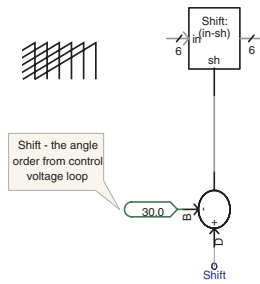 Shift:
(in-sh)
in
6
6
sh
Shift - the angle
order from control
voltage loop
30.0
B
-
+
D
Shift